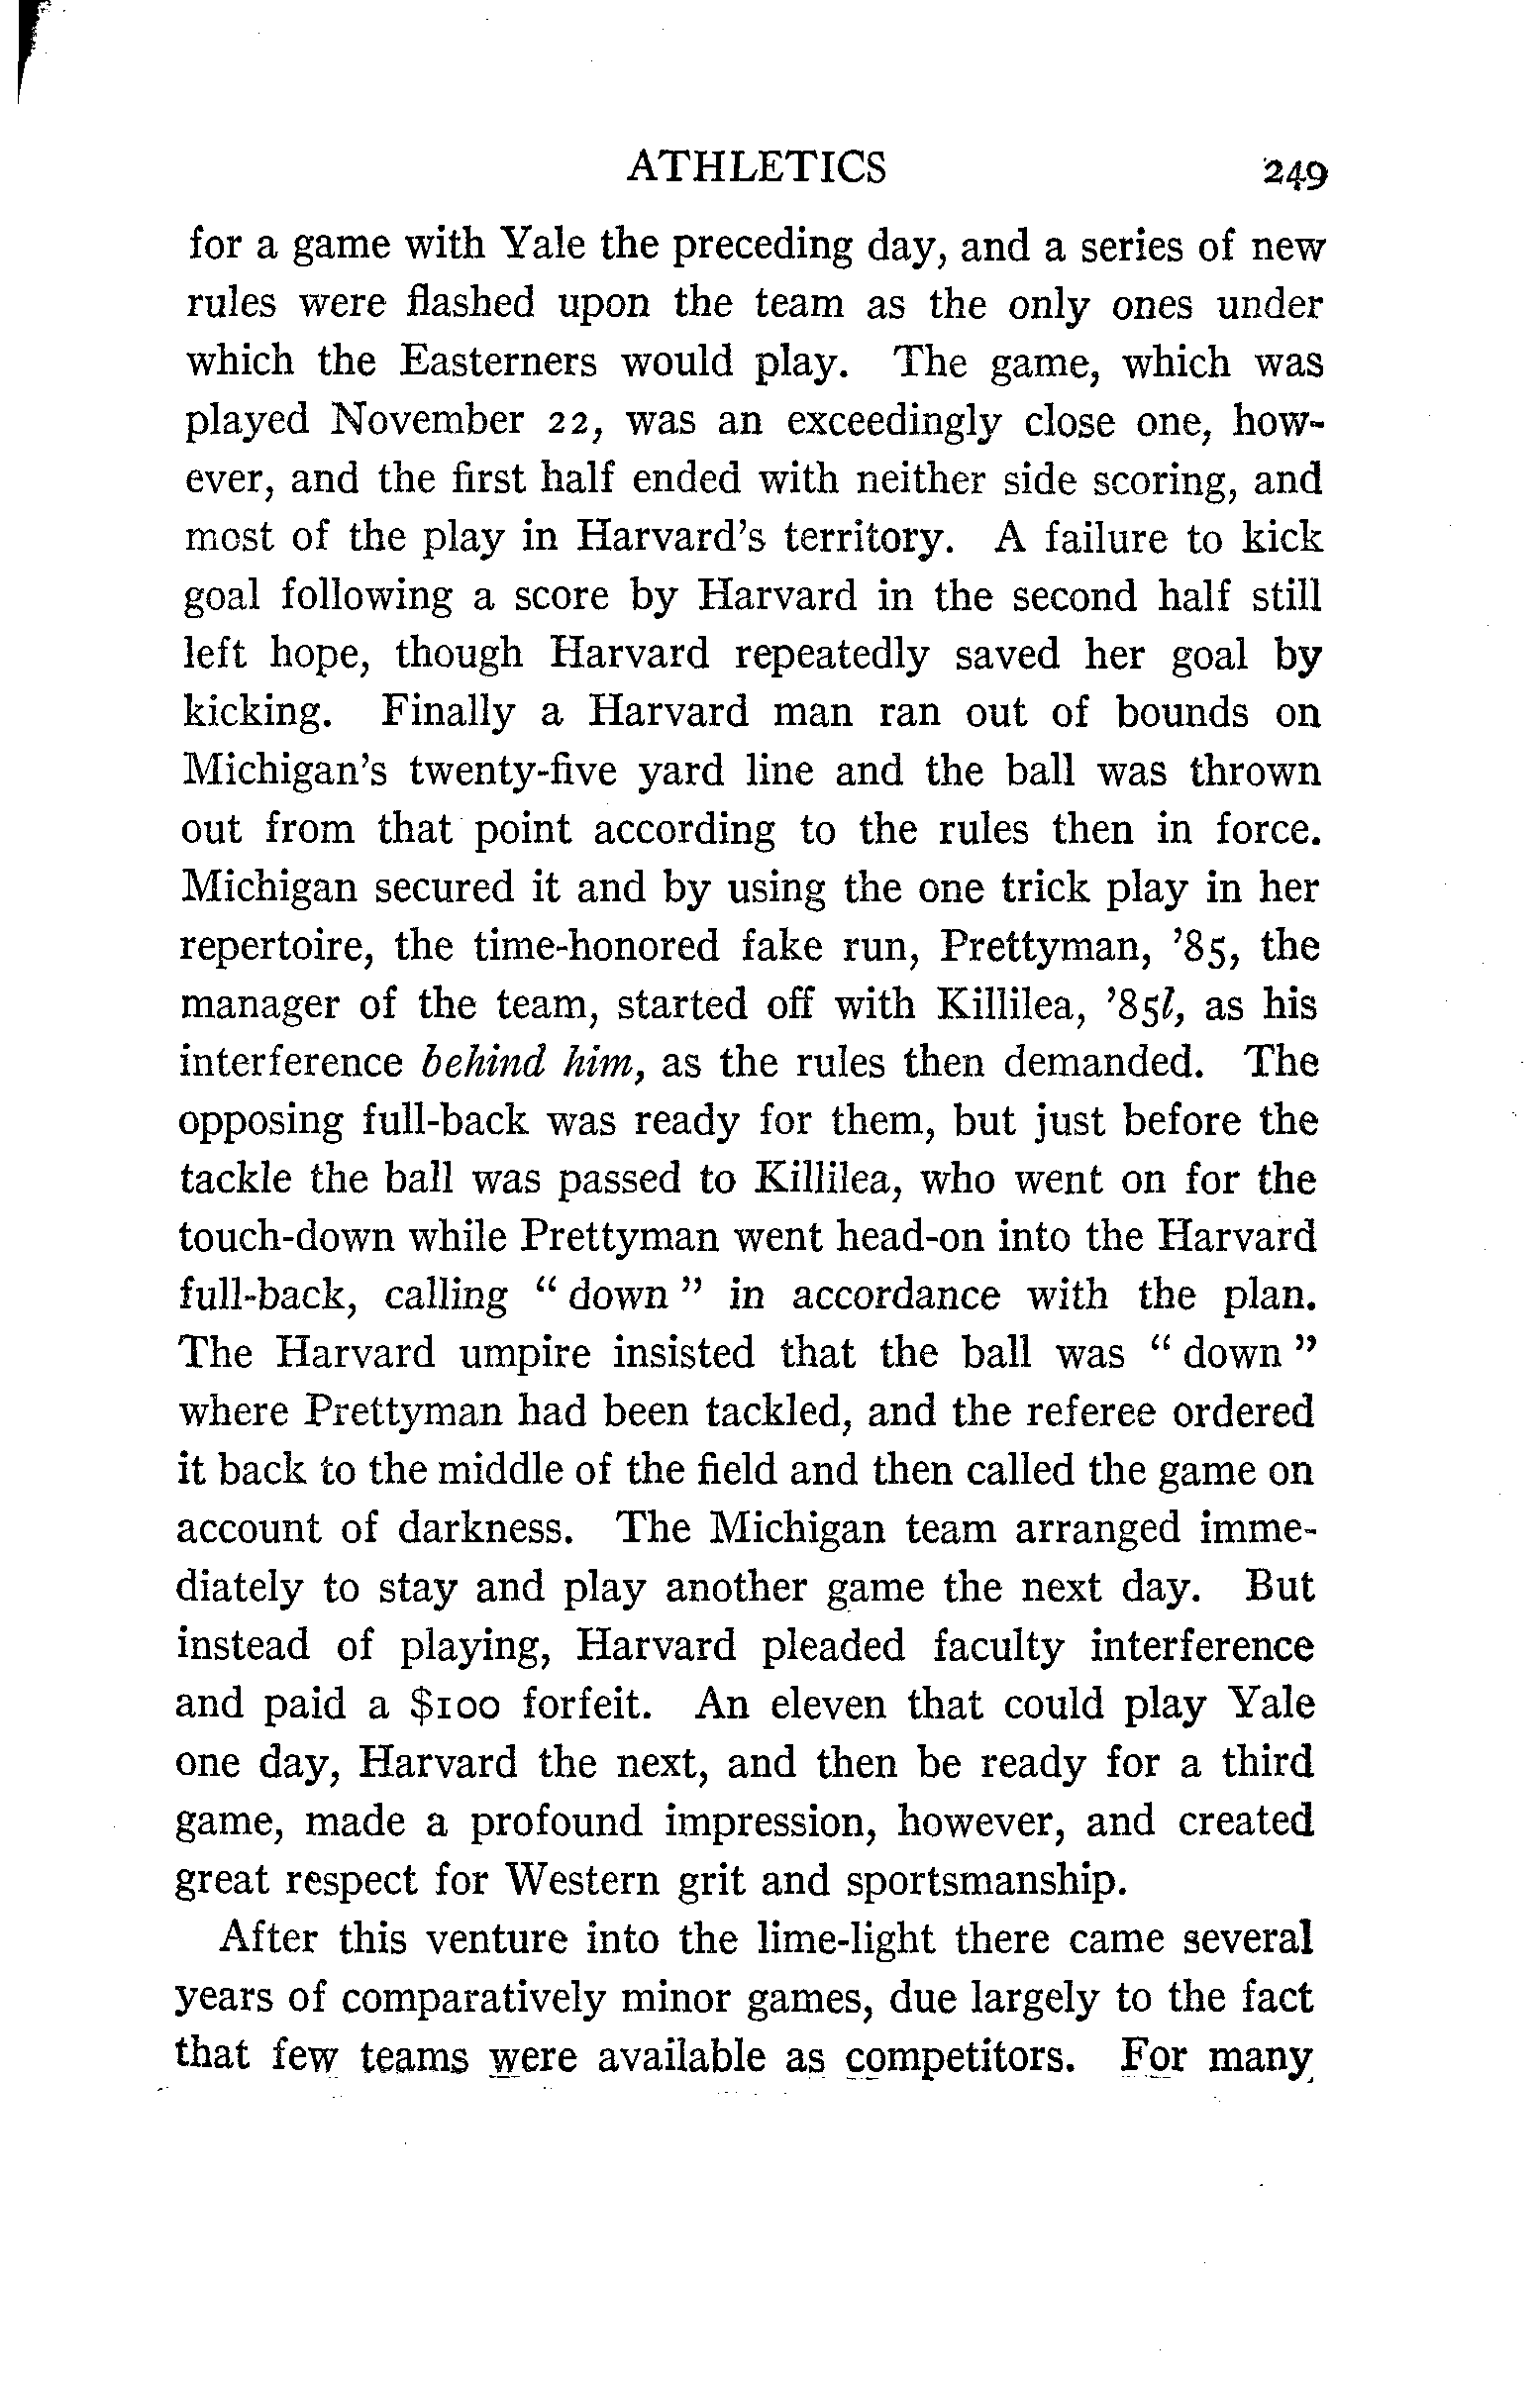 ATHLETICS 249
for a game with Yale the preceding day, and a series of new
rules were flashed upon the team as the only ones under
which the Easterners would play. The game, which was
played November 22, was an exceedingly close one, how-
ever, and the first half ended with neither side scoring, and
most of the play in Harvard's territory. A failure to kick
goal following a score by Harvard in the second half still
left hope, though Harvard repeatedly saved her goal by
kicking. Finally a Harvard man ran out of bounds on
Michigan's twenty-five yard line and the ball was thrown
out from that point according to the rules then in force.
Michigan secured it and by using the one trick play in her
repertoire, the time-honored fake run, Prettyman, '85, the
manager of the team, started off with Killilea, '85l, as his
interference behind him, as the rules then demanded. The
opposing full-back was ready for them, but just before the
tackle the ball was passed to Killilea, who went on for the
touch-down while Prettyman went head-on into the Harvard
full-back, calling " down " in accordance with the plan.
The Harvard umpire insisted that the ball was " down "
where Prettyman had been tackled, and the referee ordered
it back to the middle of the field and then called the game on
account of darkness. The Michigan team arranged imme-
diately to stay and play another game the next day. But
instead of playing, Harvard pleaded faculty interference
and paid a $100 forfeit. An eleven that could play Yale
one day, Harvard the next, and then be ready for a third
game, made a profound impression, however, and created
great respect for Western grit and sportsmanship.
After this venture into the lime-light there came several
years of comparatively minor games, due largely to the fact
that few teams were available as competitors. For many